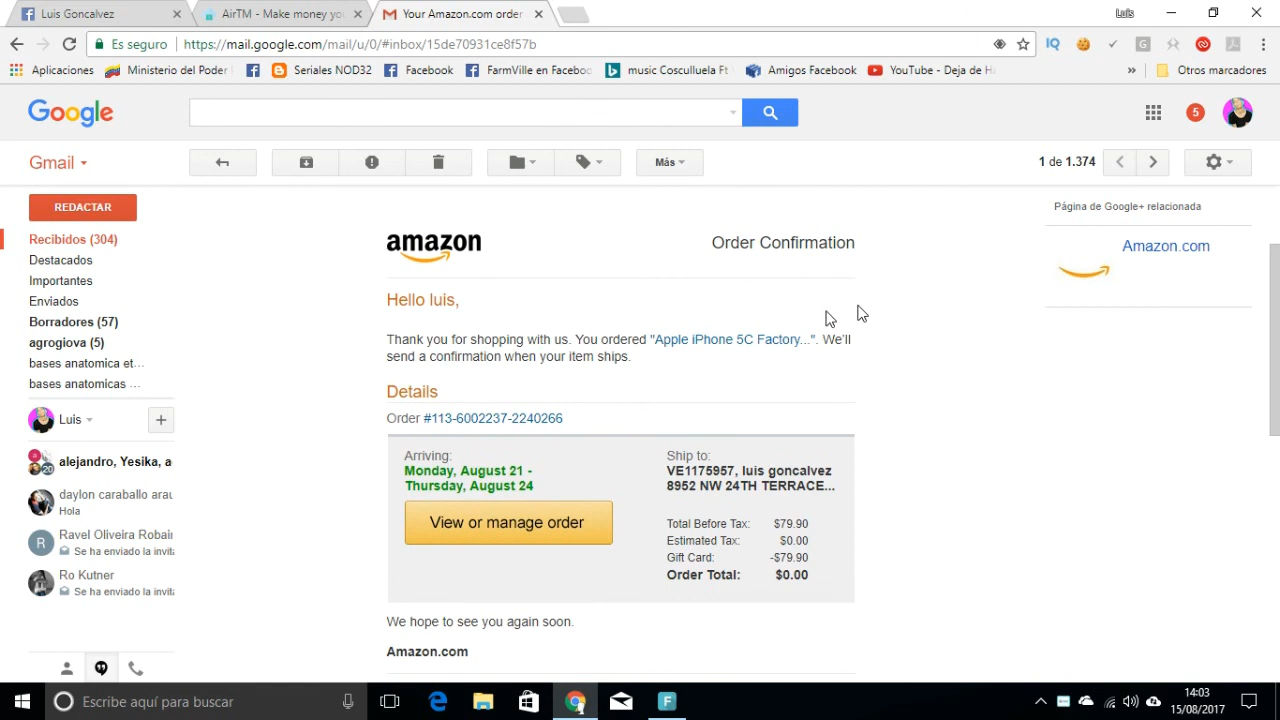 Luis Goncalvez
AirTM - Make money yo
Your Amazon.com order
Luis
Es seguro
https://mail.google.com/mail/u/0/#inbox/15de70931ce8f57b
Aplicaciones
Ministerio del Poder
Seriales NOD32
Facebook
FarmVille en Faceboo
music Cosculluela Ft
Amigos Facebook
YouTube - Deja de Ha
Otros marcadores
Google
5
Gmail
Más
1 de 1.374
REDACTAR
Recibidos (304)
Destacados
Importantes
Enviados
Borradores (57)
agrogiova (5)
bases anatomica et...
bases anatomicas ...
Luis
alejandro, Yesika, a
20
daylon caraballo arau
Hola
R
Ravel Oliveira Robain
Se ha enviado la invita
Ro Kutner
Se ha enviado la invita
amazon
Order Confirmation
Hello luis,
Thank you for shopping with us. You ordered "Apple iPhone 5C Factory...". We'll
send a confirmation when your item ships.
Details
Order #113-6002237-2240266
Arriving:
Monday, August 21 -
Thursday, August 24
View or manage order
Ship to:
VE1175957, luis goncalvez
8952 NW 24TH TERRACE...
Total Before Tax: $79.90
Estimated Tax: $0.00
Gift Card: -$79.90
Order Total: $0.00
We hope to see you again soon.
Amazon.com
Página de Google+ relacionada
Amazon.com
Escribe aquí para buscar
14:03
15/08/2017